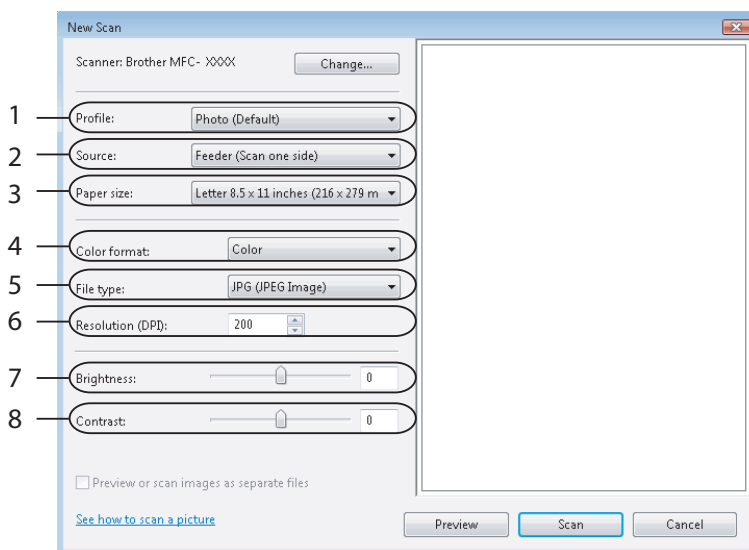 New Scan
Scanner: Brother MFC- XXXX Change...
1 Profile: Photo (Default)
2 Source: Feeder (Scan one side)
3 Paper size: Letter 8.5 x 11 inches (216 x 279 m
4 Color format: Color
5 File type: JPG (JPEG Image)
6 Resolution (DPI): 200
7 Brightness: 0
8 Contrast: 0
Preview or scan images as separate files
See how to scan a picture Preview Scan Cancel